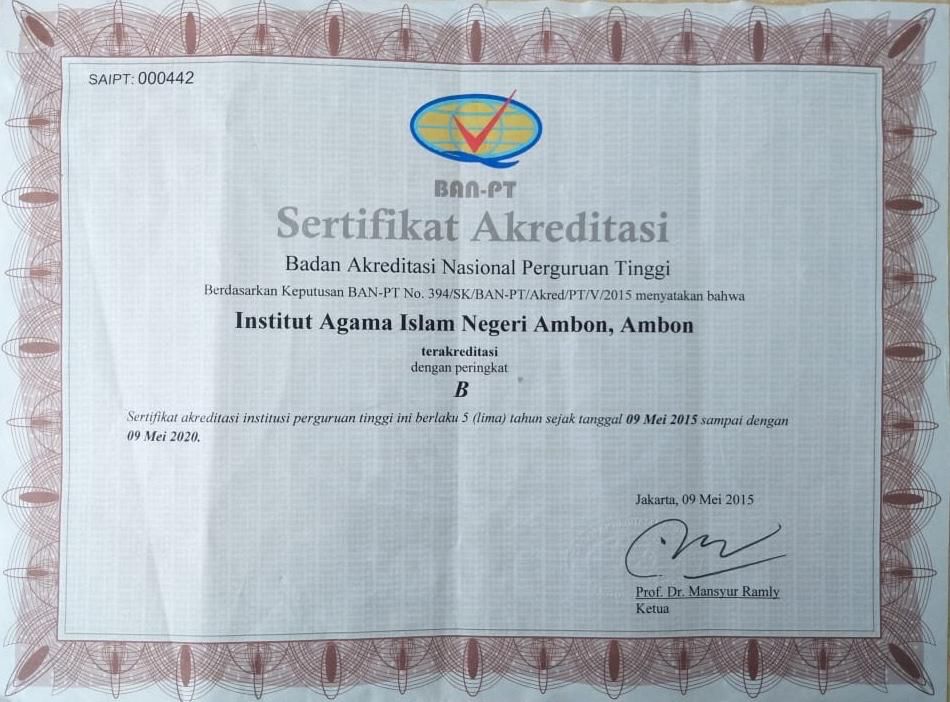 SAIPT: 000442
BAN-PT
Sertifikat Akreditasi
Badan Akreditasi Nasional Perguruan Tinggi
Berdasarkan Keputusan BAN-PT No. 394/SK/BAN-PT/Akred/PT/V/2015 menyatakan bahwa
Institut Agama Islam Negeri Ambon, Ambon
terakreditasi
dengan peringkat
B
Sertifikat akreditasi institusi perguruan tinggi ini berlaku 5 (lima) tahun sejak tanggal 09 Mei 2015 sampai dengan
09 Mei 2020.
Jakarta, 09 Mei 2015
Prof. Dr. Mansyur Ramly
Ketua